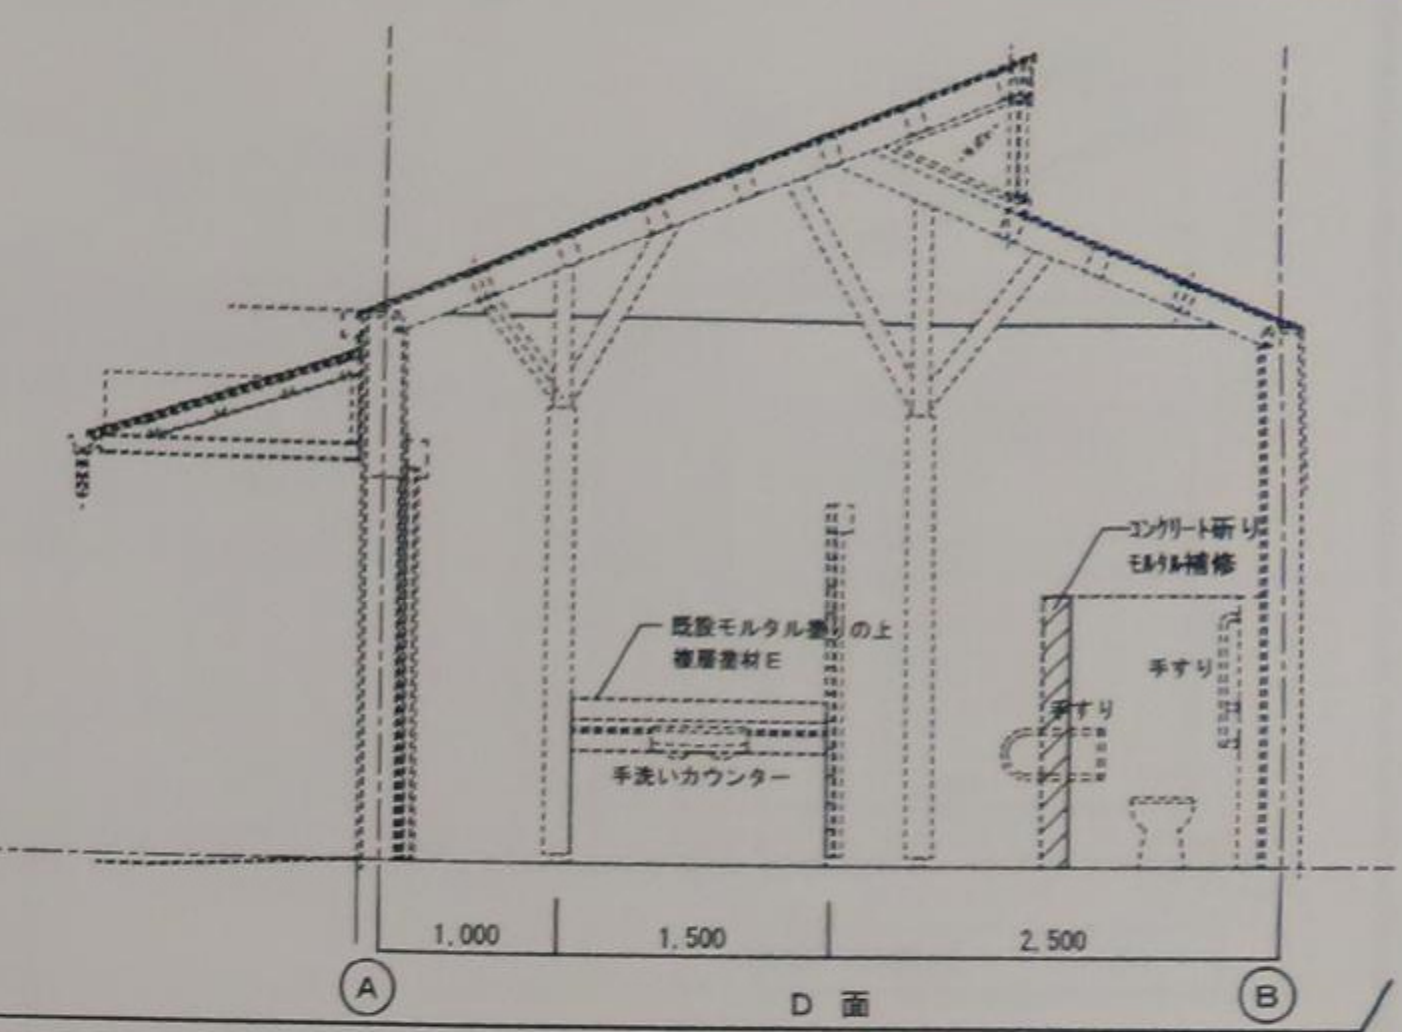 コンクリート斫り
モルタル補修
既設モルタル塗りの上
複層塗材E
手すり
手すり
手洗いカウンター
1,000
1,500
2,500
A
D 面
B